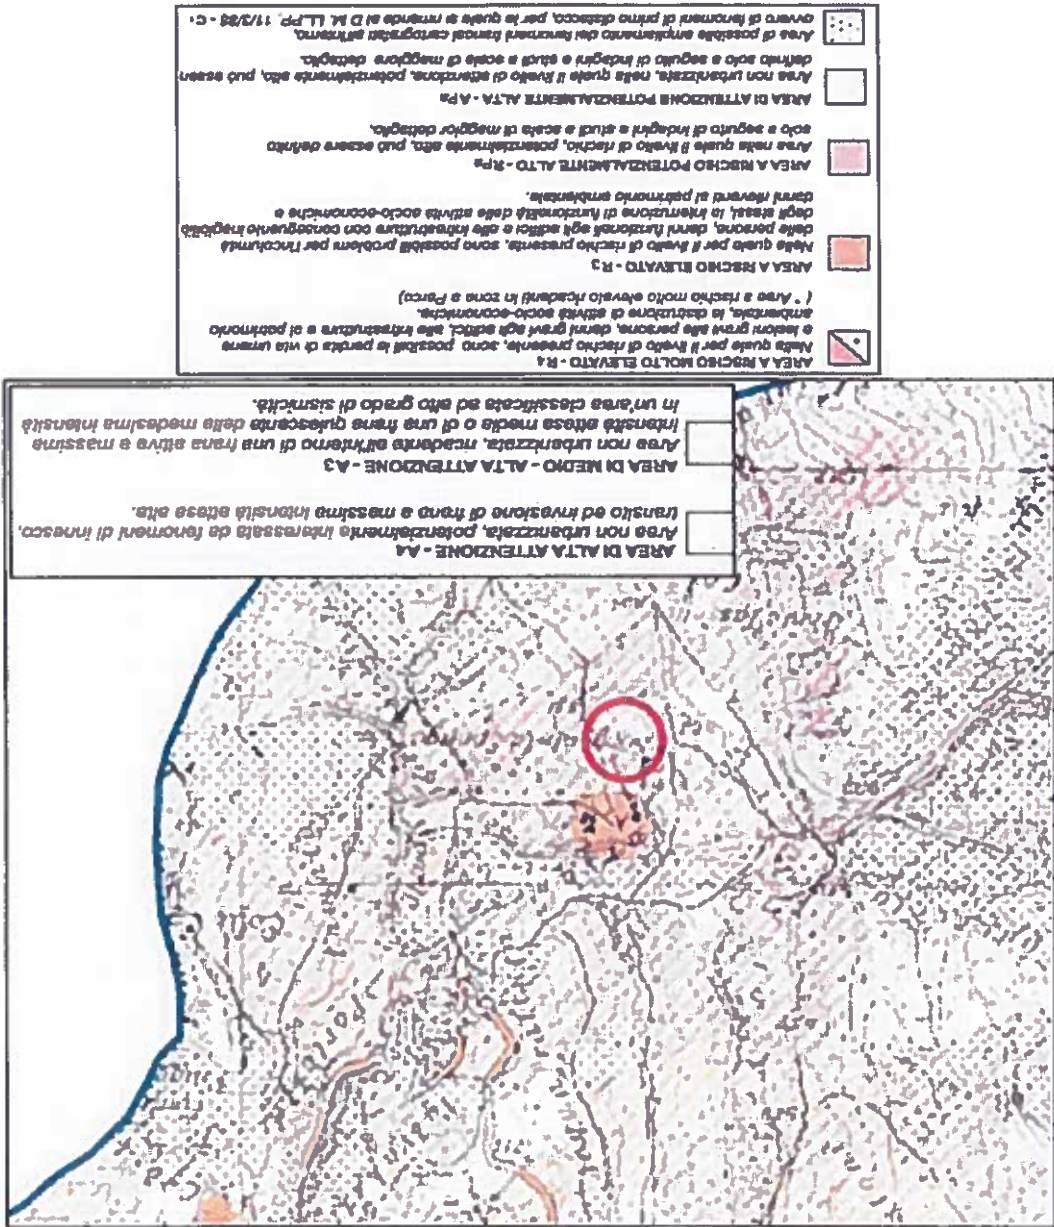 AREA DI ALTA ATTENZIONE - A4
Area non urbanizzata, potenzialmente interessata da fenomeni di innesco,
transito ed invasione di frana a massima intensità attesa alta.
AREA DI MEDIO - ALTA ATTENZIONE - A3
Area non urbanizzata, ricadente all'interno di una frana attiva a massima
intensità attesa media o di una frana quiescente della medesima intensità
in un'area classificata ad alto grado di sismicità.
AREA A RISCHIO MOLTO ELEVATO - R4
Nella quale per il livello di rischio presente, sono possibili la perdita di vite umane
e lesioni gravi alle persone, danni gravi agli edifici, alle infrastrutture e al patrimonio
ambientale, la distruzione di attività socio-economiche.
( * Area a rischio molto elevato ricadenti in zona a Parco)
AREA A RISCHIO ELEVATO - R3
Nella quale per il livello di rischio presente, sono possibili problemi per l'incolumità
delle persone, danni funzionali agli edifici e alle infrastrutture con conseguente inagibilità
degli stessi, la interruzione di funzionalità delle attività socio-economiche e
danni rilevanti al patrimonio ambientale.
AREA A RISCHIO POTENZIALMENTE ALTO - RPa
Area nella quale il livello di rischio, potenzialmente alto, può essere definito
solo a seguito di indagini e studi a scala di maggior dettaglio.
AREA DI ATTENZIONE POTENZIALMENTE ALTA - APa
Area non urbanizzata, nella quale il livello di attenzione, potenzialmente alto, può esser
definito solo a seguito di indagini e studi a scala di maggiore dettaglio.
Area di possibile ampliamento dei fenomeni franosi cartografati all'interno,
ovvero di fenomeni di primo distacco, per la quale si rimanda al D.M. LL.PP. 11/3/88 - C1